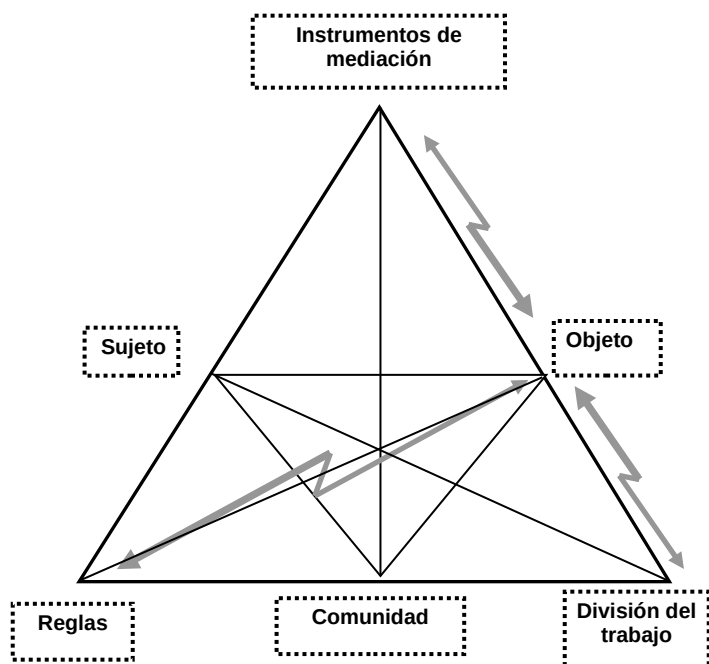 Instrumentos de
mediación
Sujeto
Objeto
Reglas
Comunidad
División del
trabajo